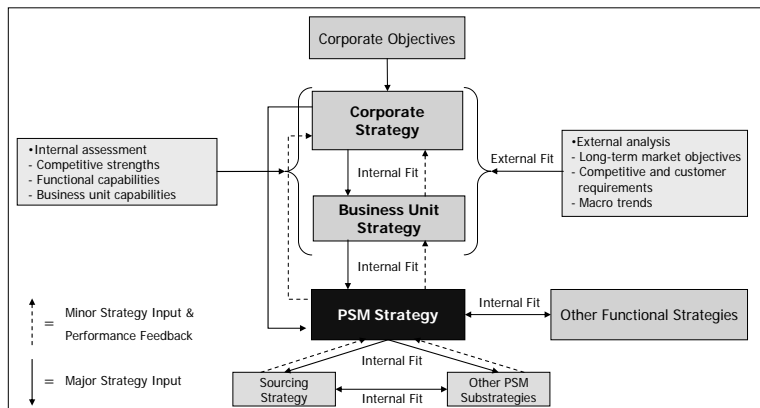 Corporate Objectives
Corporate
Strategy
•Internal assessment
- Competitive strengths
- Functional capabilities
- Business unit capabilities
Internal Fit
External Fit
•External analysis
- Long-term market objectives
- Competitive and customer
requirements
- Macro trends
Business Unit
Strategy
Internal Fit
PSM Strategy
Internal Fit
Other Functional Strategies
= Minor Strategy Input &
Performance Feedback
= Major Strategy Input
Internal Fit
Sourcing
Strategy
Internal Fit
Other PSM
Substrategies